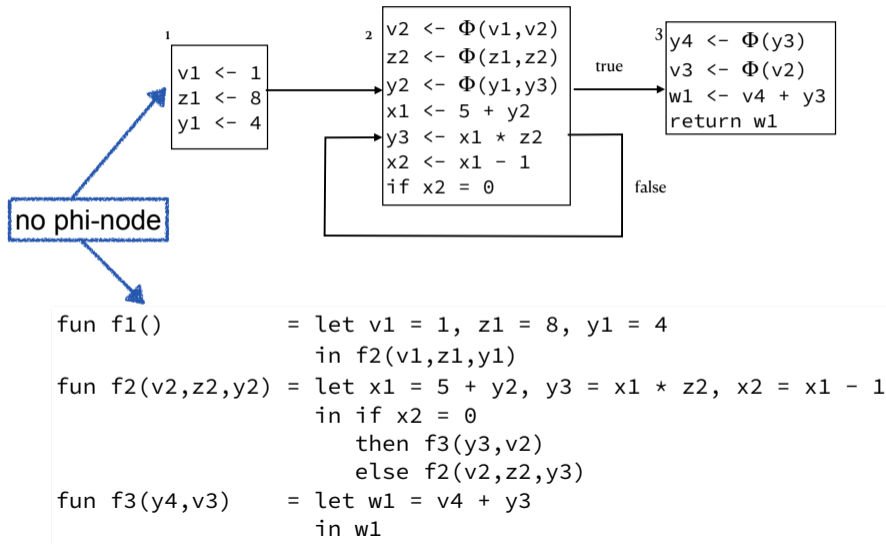 1
v1 <- 1
z1 <- 8
y1 <- 4
2
v2 <- Φ(v1,v2)
z2 <- Φ(z1,z2)
y2 <- Φ(y1,y3)
x1 <- 5 + y2
y3 <- x1 * z2
x2 <- x1 - 1
if x2 = 0
true
false
3
y4 <- Φ(y3)
v3 <- Φ(v2)
w1 <- v4 + y3
return w1
no phi-node
fun f1() = let v1 = 1, z1 = 8, y1 = 4
in f2(v1,z1,y1)
fun f2(v2,z2,y2) = let x1 = 5 + y2, y3 = x1 * z2, x2 = x1 - 1
in if x2 = 0
then f3(y3,v2)
else f2(v2,z2,y3)
fun f3(y4,v3) = let w1 = v4 + y3
in w1